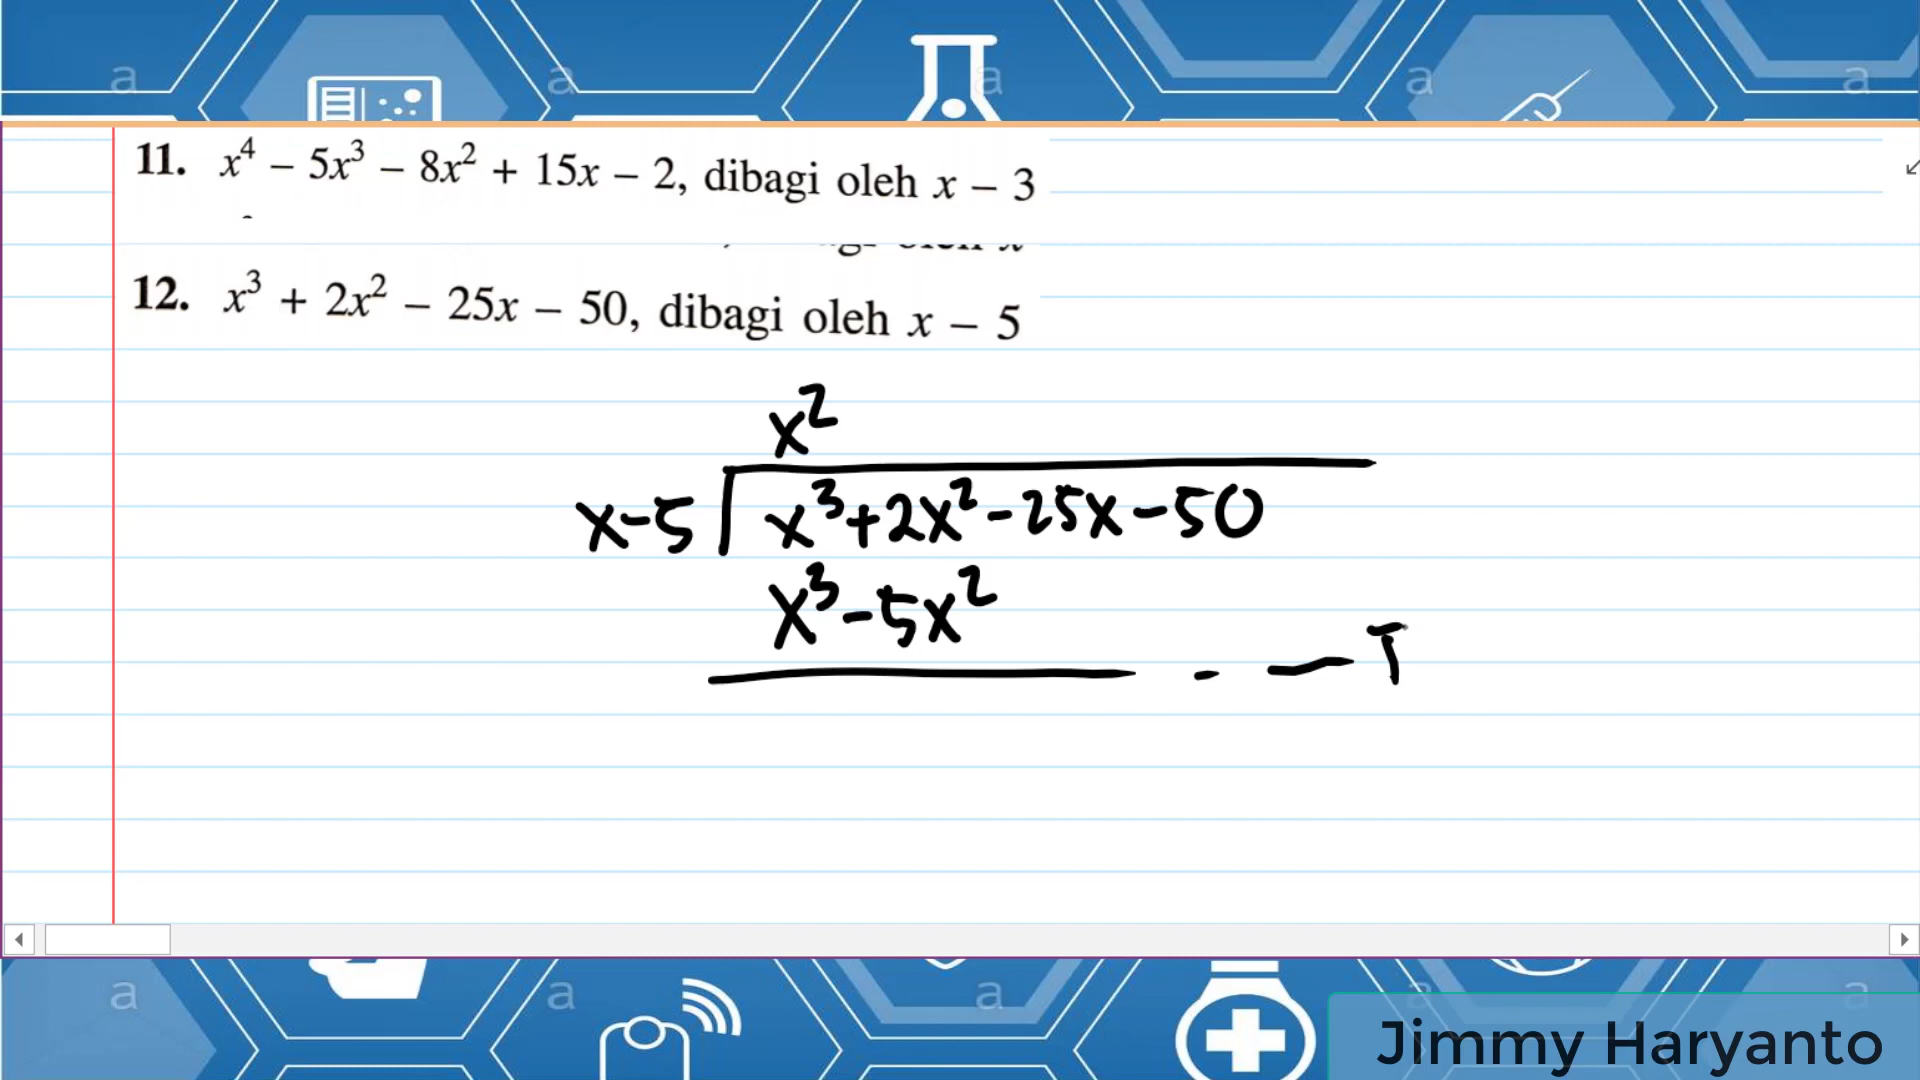 a a a a a
11. x⁴ – 5x³ – 8x² + 15x – 2, dibagi oleh x – 3
12. x³ + 2x² – 25x – 50, dibagi oleh x – 5
x²
x-5 x³+2x²-25x-50
x³-5x²
a a a a a
Jimmy Haryanto